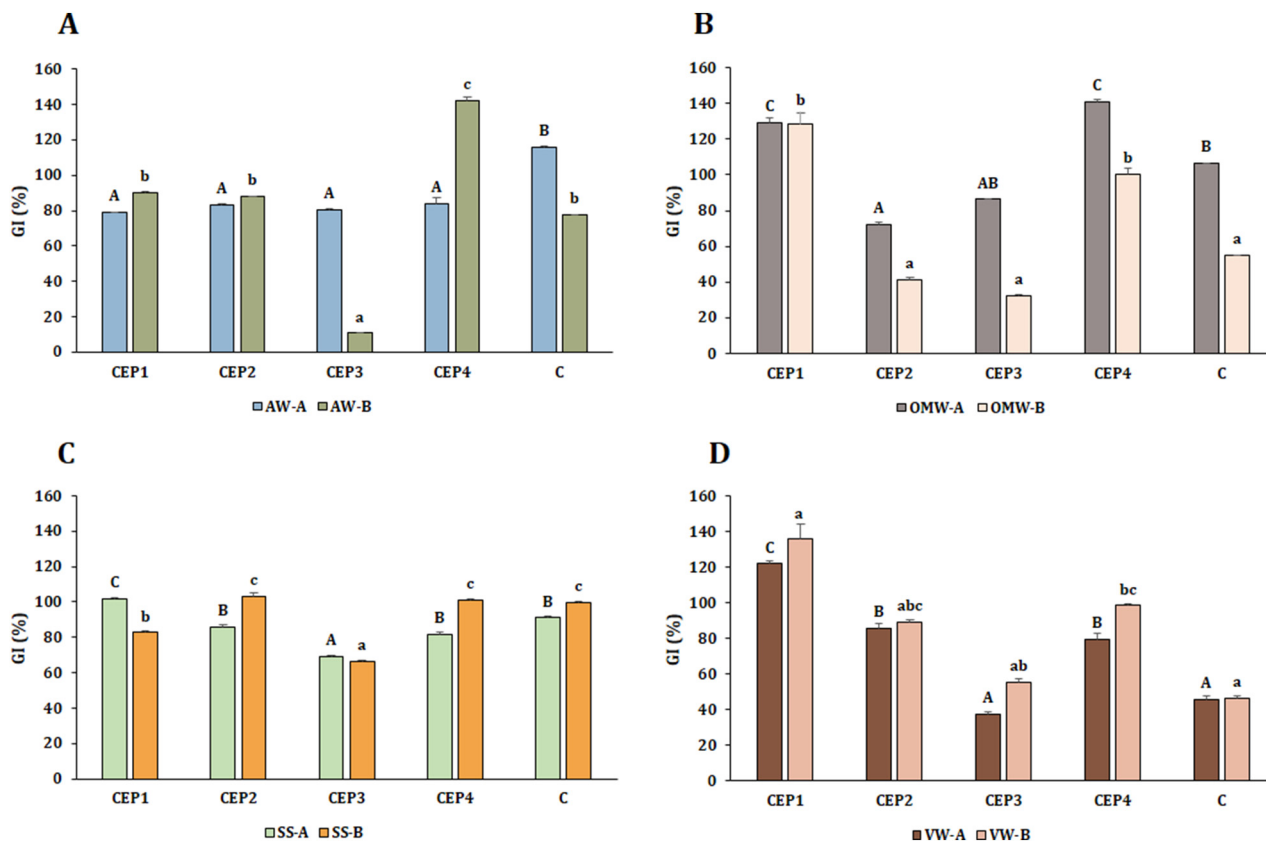 A
GI (%)
160
140
120
100
80
60
40
20
0
A b A b A a A c B b
CEP1 CEP2 CEP3 CEP4 C
AW-A AW-B
B
GI (%)
160
140
120
100
80
60
40
20
0
C b A a AB a C b B a
CEP1 CEP2 CEP3 CEP4 C
OMW-A OMW-B
C
GI (%)
160
140
120
100
80
60
40
20
0
C b B c A a B c B c
CEP1 CEP2 CEP3 CEP4 C
SS-A SS-B
D
GI (%)
160
140
120
100
80
60
40
20
0
C a B abc A ab B bc A a
CEP1 CEP2 CEP3 CEP4 C
VW-A VW-B